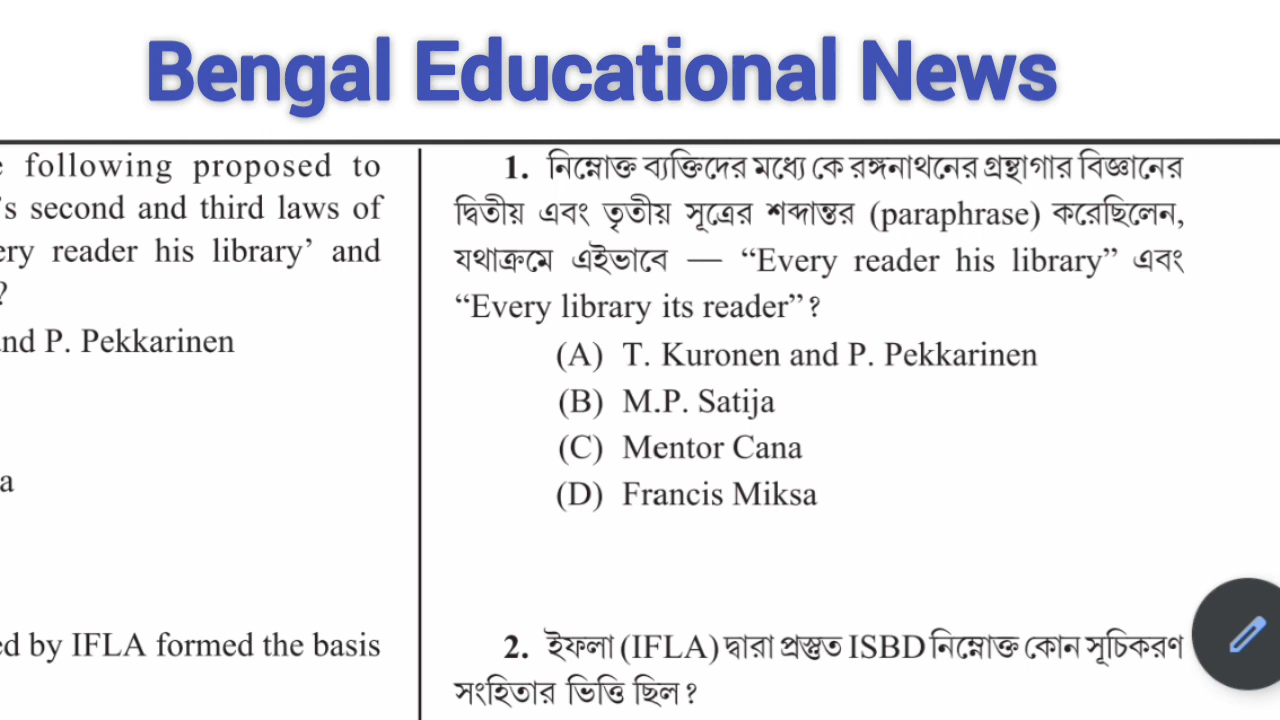 Bengal Educational News
following proposed to
's second and third laws of
ery reader his library' and
?
and P. Pekkarinen
a
ed by IFLA formed the basis
1. নিম্নোক্ত ব্যক্তিদের মধ্যে কে রঙ্গনাথনের গ্রন্থাগার বিজ্ঞানের
দ্বিতীয় এবং তৃতীয় সূত্রের শব্দান্তর (paraphrase) করেছিলেন,
যথাক্রমে এইভাবে — “Every reader his library” এবং
“Every library its reader”?
(A) T. Kuronen and P. Pekkarinen
(B) M.P. Satija
(C) Mentor Cana
(D) Francis Miksa
2. ইফলা (IFLA) দ্বারা প্রস্তুত ISBD নিম্নোক্ত কোন সূচিকরণ
সংহিতার ভিত্তি ছিল?